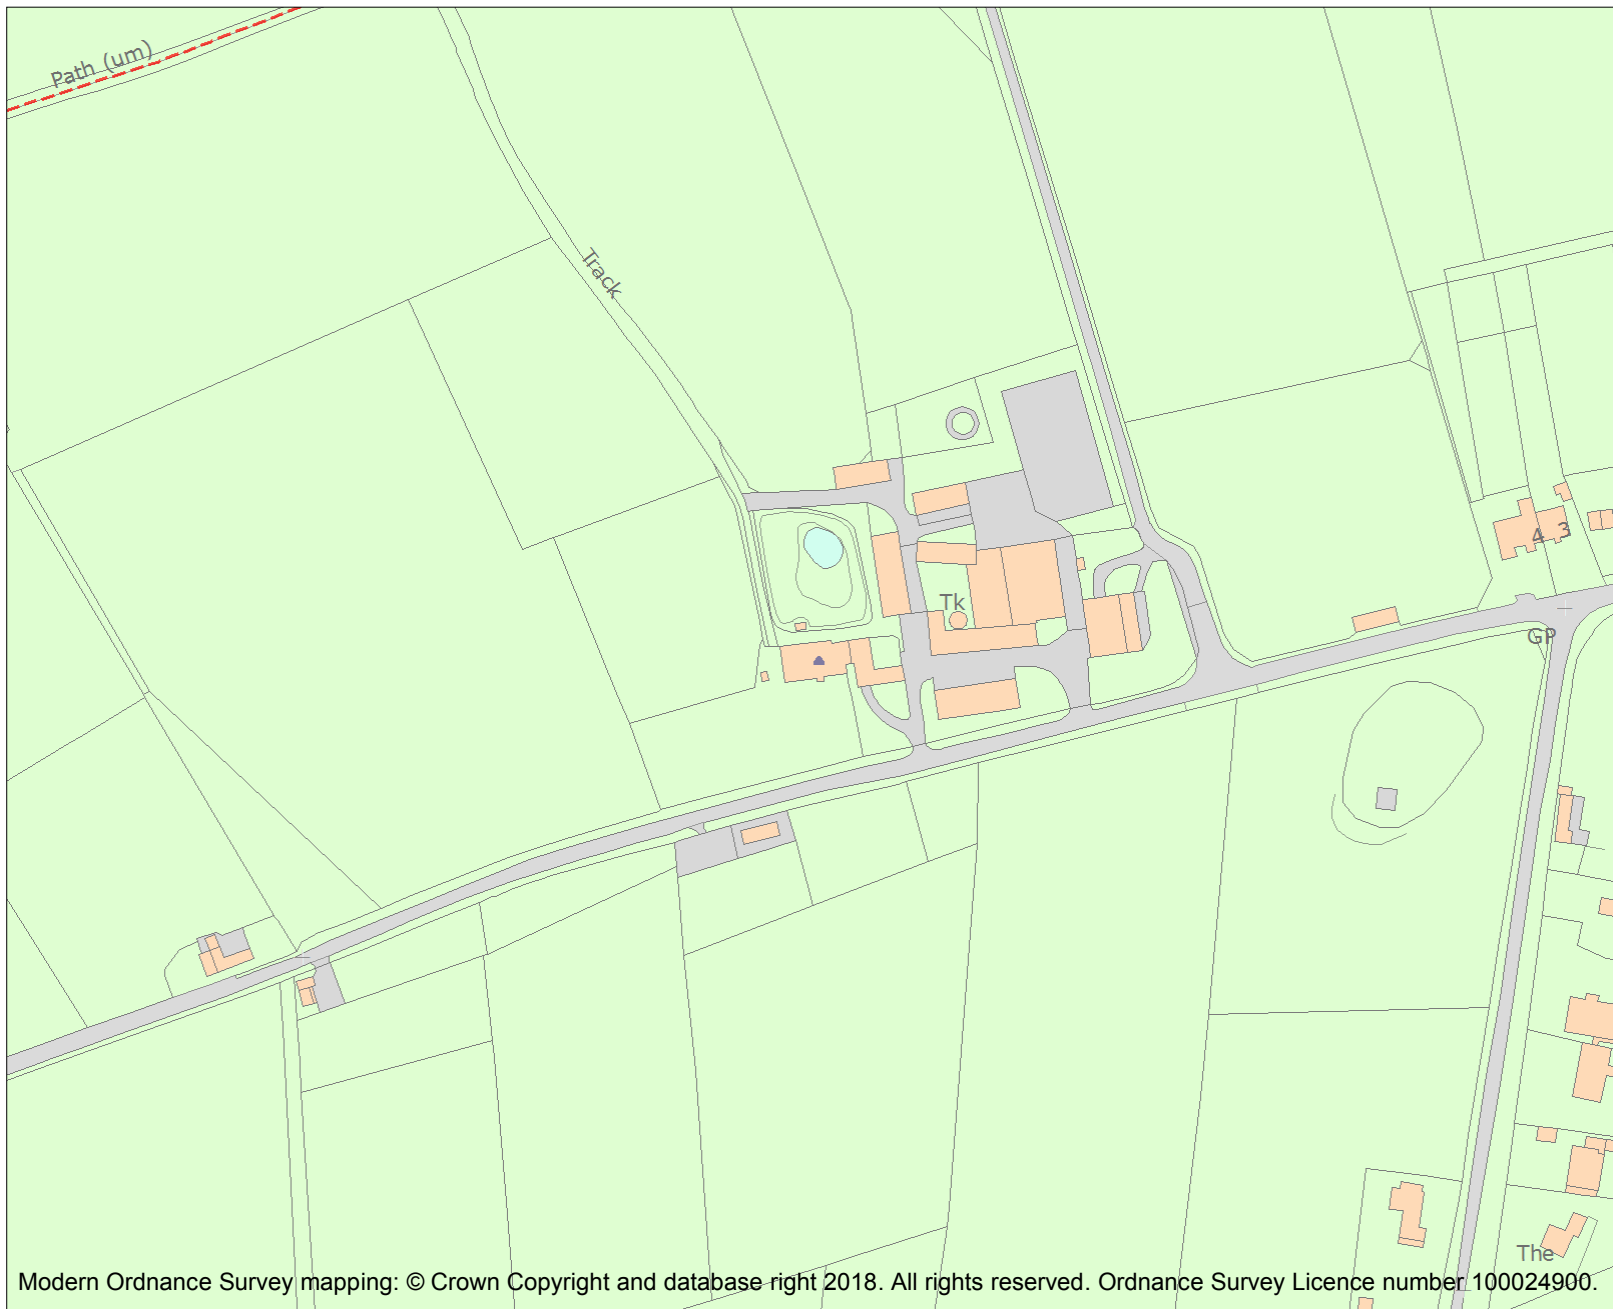 Path (um)
Track
4 3
Tk
GP
The
Modern Ordnance Survey mapping: © Crown Copyright and database right 2018. All rights reserved. Ordnance Survey Licence number 100024900.